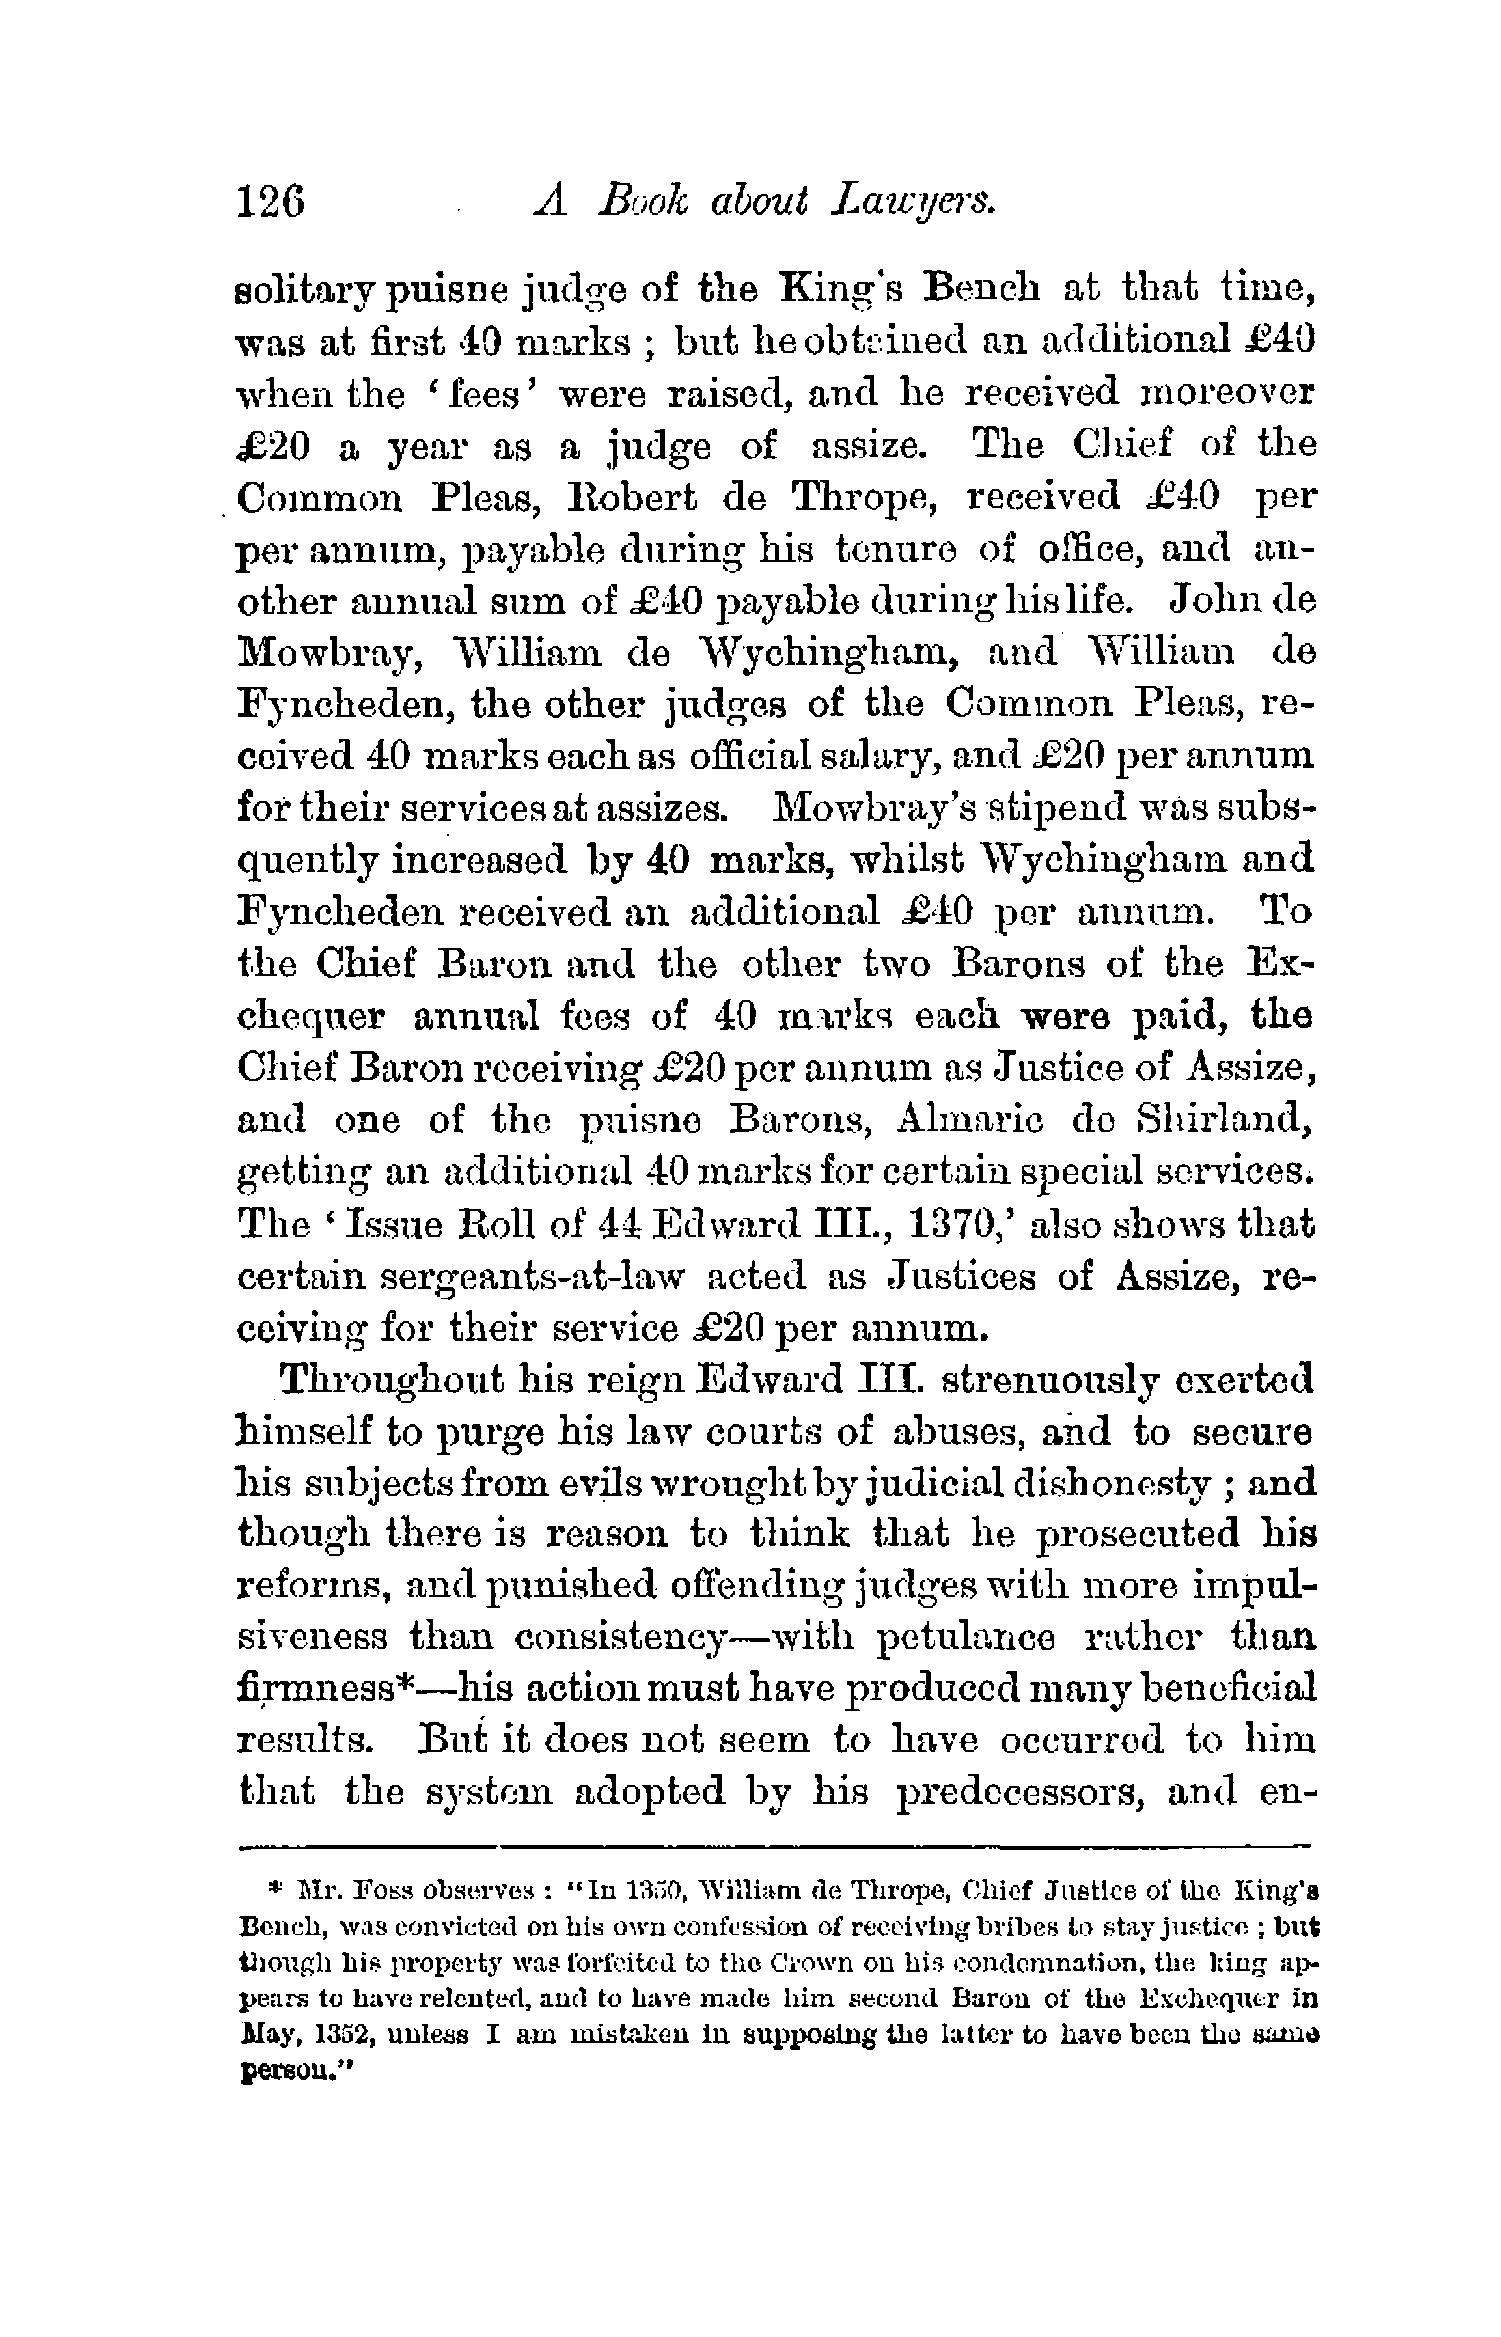 126 A Book about Lawyers.
solitary puisne judge of the King's Bench at that time,
was at first 40 marks ; but he obtained an additional £40
when the ‘ fees’ were raised, and he received moreover
£20 a year as a judge of assize. The Chief of the
Common Pleas, Robert de Thrope, received £40 per
per annum, payable during his tenure of office, and an-
other annual sum of £40 payable during his life. John de
Mowbray, William de Wychingham, and William de
Fyncheden, the other judges of the Common Pleas, re-
ceived 40 marks each as official salary, and £20 per annum
for their services at assizes. Mowbray's stipend was subs-
quently increased by 40 marks, whilst Wychingham and
Fyncheden received an additional £40 per annum. To
the Chief Baron and the other two Barons of the Ex-
chequer annual fees of 40 marks each were paid, the
Chief Baron receiving £20 per annum as Justice of Assize,
and one of the puisne Barons, Almaric de Shirland,
getting an additional 40 marks for certain special services.
The ‘ Issue Roll of 44 Edward III., 1370,’ also shows that
certain sergeants-at-law acted as Justices of Assize, re-
ceiving for their service £20 per annum.
Throughout his reign Edward III. strenuously exerted
himself to purge his law courts of abuses, and to secure
his subjects from evils wrought by judicial dishonesty ; and
though there is reason to think that he prosecuted his
reforms, and punished offending judges with more impul-
siveness than consistency—with petulance rather than
firmness*—his action must have produced many beneficial
results. But it does not seem to have occurred to him
that the system adopted by his predecessors, and en-
* Mr. Foss observes : “In 1350, William de Thrope, Chief Justice of the King's
Bench, was convicted on his own confession of receiving bribes to stay justice ; but
though his property was forfeited to the Crown on his condemnation, the king ap-
pears to have relented, and to have made him second Baron of the Exchequer in
May, 1352, unless I am mistaken in supposing the latter to have been the same
person.”